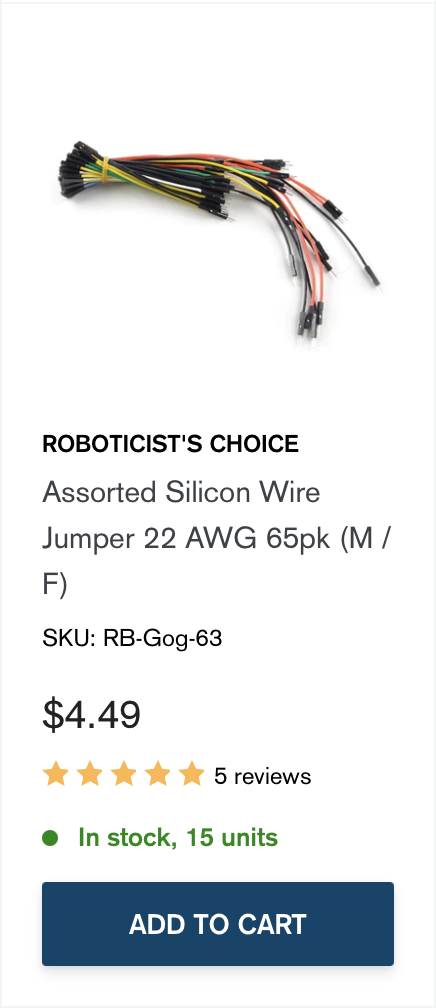 ROBOTICIST'S CHOICE
Assorted Silicon Wire
Jumper 22 AWG 65pk (M /
F)
SKU: RB-Gog-63
$4.49
5 reviews
In stock, 15 units
ADD TO CART